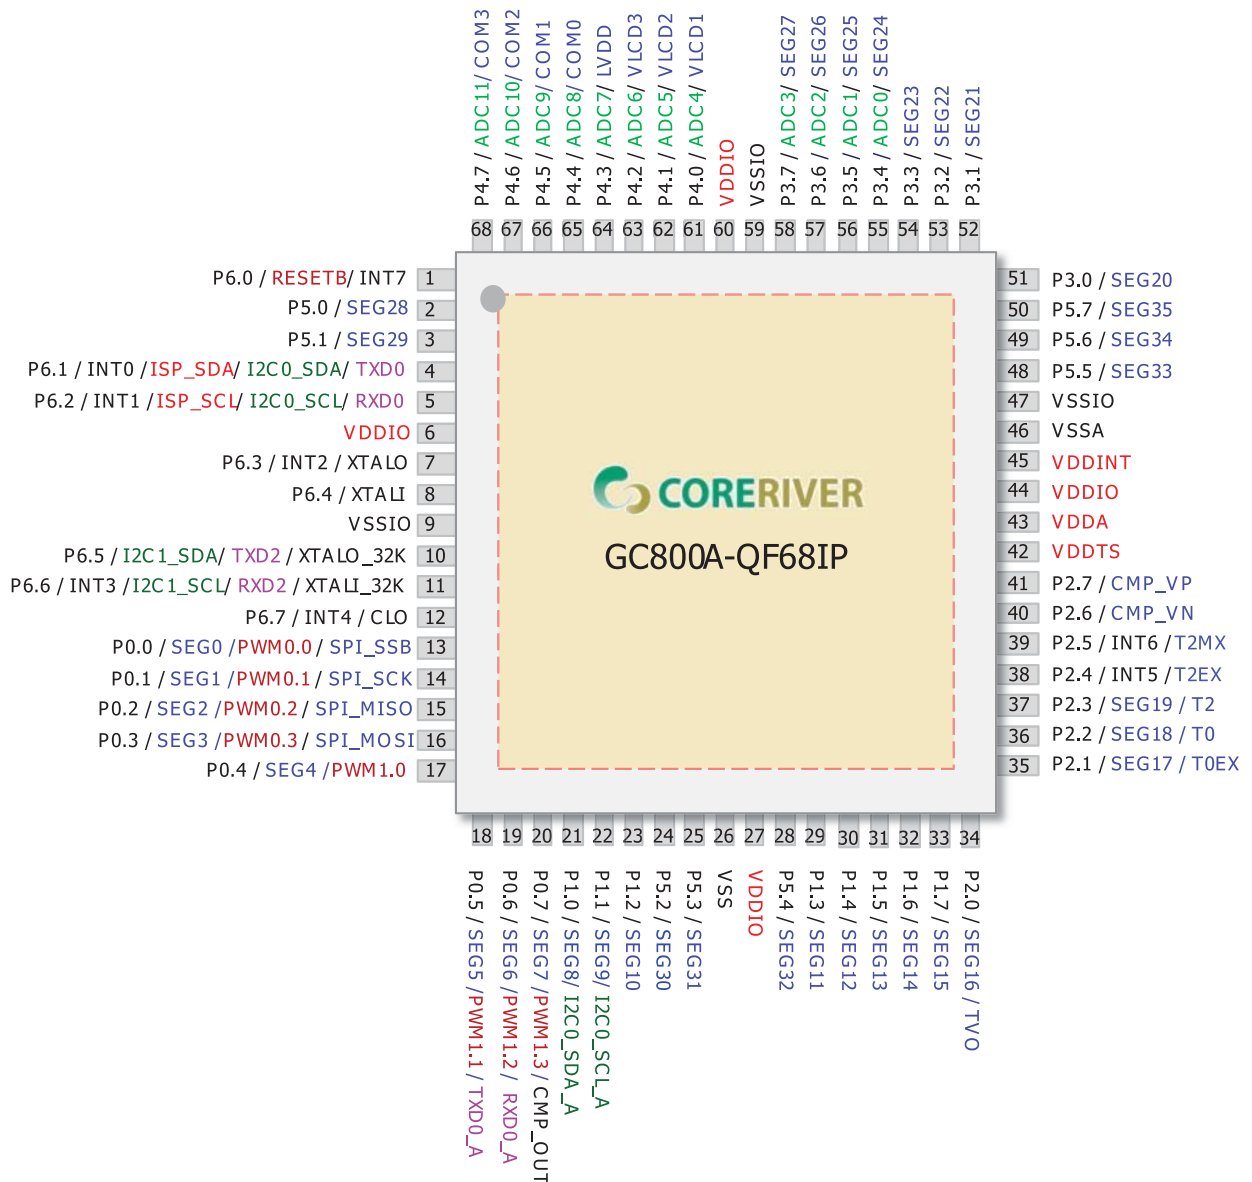 P4.7 / ADC11/ COM3
P4.6 / ADC10/ COM2
P4.5 / ADC9/ COM1
P4.4 / ADC8/ COM0
P4.3 / ADC7/ LVDD
P4.2 / ADC6/ VLCD3
P4.1 / ADC5/ VLCD2
P4.0 / ADC4/ VLCD1
VDDIO
VSSIO
P3.7 / ADC3/ SEG27
P3.6 / ADC2/ SEG26
P3.5 / ADC1/ SEG25
P3.4 / ADC0/ SEG24
P3.3 / SEG23
P3.2 / SEG22
P3.1 / SEG21
68 67 66 65 64 63 62 61 60 59 58 57 56 55 54 53 52
P6.0 / RESETB/ INT7 1
P5.0 / SEG28 2
P5.1 / SEG29 3
P6.1 / INT0 /ISP_SDA/ I2C0_SDA/ TXD0 4
P6.2 / INT1 /ISP_SCL/ I2C0_SCL/ RXD0 5
VDDIO 6
P6.3 / INT2 / XTALO 7
P6.4 / XTALI 8
VSSIO 9
P6.5 / I2C1_SDA/ TXD2 / XTALO_32K 10
P6.6 / INT3 /I2C1_SCL/ RXD2 / XTALI_32K 11
P6.7 / INT4 / CLO 12
P0.0 / SEG0 /PWM0.0 / SPI_SSB 13
P0.1 / SEG1 /PWM0.1 / SPI_SCK 14
P0.2 / SEG2 /PWM0.2 / SPI_MISO 15
P0.3 / SEG3 /PWM0.3 / SPI_MOSI 16
P0.4 / SEG4 /PWM1.0 17
CORERIVER
GC800A-QF68IP
51 P3.0 / SEG20
50 P5.7 / SEG35
49 P5.6 / SEG34
48 P5.5 / SEG33
47 VSSIO
46 VSSA
45 VDDINT
44 VDDIO
43 VDDA
42 VDDTS
41 P2.7 / CMP_VP
40 P2.6 / CMP_VN
39 P2.5 / INT6 / T2MX
38 P2.4 / INT5 / T2EX
37 P2.3 / SEG19 / T2
36 P2.2 / SEG18 / T0
35 P2.1 / SEG17 / T0EX
18 19 20 21 22 23 24 25 26 27 28 29 30 31 32 33 34
P0.5 / SEG5 /PWM1.1 / TXD0_A
P0.6 / SEG6 /PWM1.2 / RXD0_A
P0.7 / SEG7 /PWM1.3 / CMP_OUT
P1.0 / SEG8/ I2C0_SDA_A
P1.1 / SEG9/ I2C0_SCL_A
P1.2 / SEG10
P5.2 / SEG30
P5.3 / SEG31
VSS
VDDIO
P5.4 / SEG32
P1.3 / SEG11
P1.4 / SEG12
P1.5 / SEG13
P1.6 / SEG14
P1.7 / SEG15
P2.0 / SEG16 / TVO